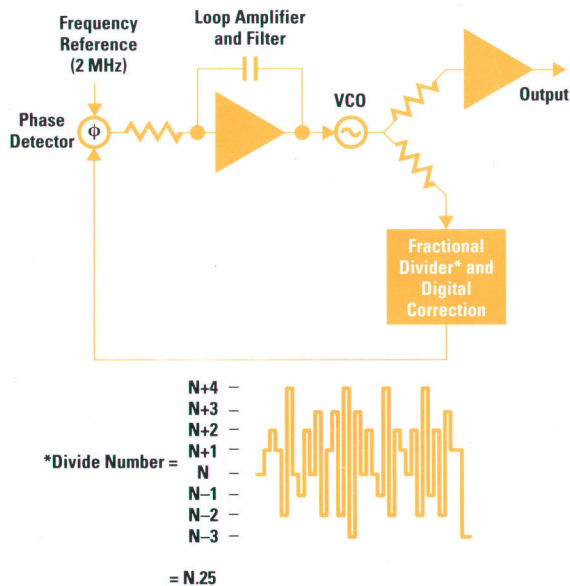 Frequency
Reference
(2 MHz)
Loop Amplifier
and Filter
VCO
Output
Phase
Detector
ϕ
Fractional
Divider* and
Digital
Correction
N+4
N+3
N+2
N+1
*Divide Number = N
N–1
N–2
N–3
= N.25